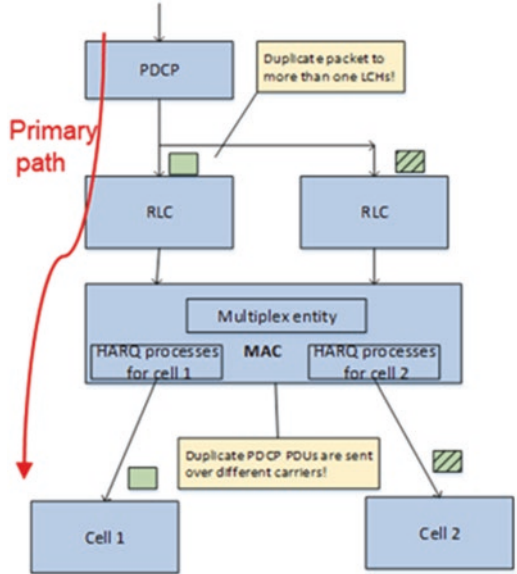 PDCP
Duplicate packet to
more than one LCHs!
Primary
path
RLC
RLC
Multiplex entity
HARQ processes
for cell 1
MAC
HARQ processes
for cell 2
Duplicate PDCP PDUs are sent
over different carriers!
Cell 1
Cell 2